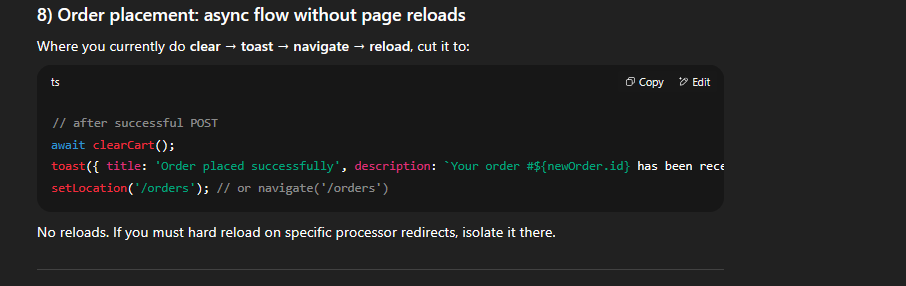 8) Order placement: async flow without page reloads
Where you currently do clear → toast → navigate → reload, cut it to:
ts
Copy
Edit
// after successful POST
await clearCart();
toast({ title: 'Order placed successfully', description: `Your order #${newOrder.id} has been rece
setLocation('/orders'); // or navigate('/orders')
No reloads. If you must hard reload on specific processor redirects, isolate it there.